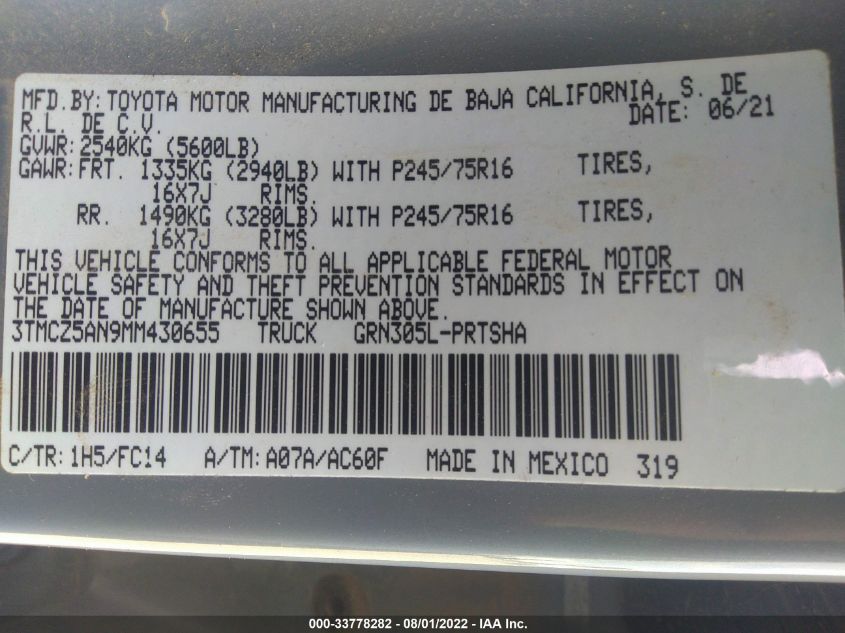 MFD.BY: TOYOTA MOTOR MANUFACTURING DE BAJA CALIFORNIA, S. DE
R.L. DE C.V. DATE: 06/21
GVWR: 2540KG (5600LB)
GAWR: FRT. 1335KG (2940LB) WITH P245/75R16 TIRES,
16X7J RIMS.
RR. 1490KG (3280LB) WITH P245/75R16 TIRES,
16X7J RIMS.
THIS VEHICLE CONFORMS TO ALL APPLICABLE FEDERAL MOTOR
VEHICLE SAFETY AND THEFT PREVENTION STANDARDS IN EFFECT ON
THE DATE OF MANUFACTURE SHOWN ABOVE.
3TMCZ5AN9MM430655 TRUCK GRN305L-PRTSHA
C/TR: 1H5/FC14 A/TM: A07A/AC60F MADE IN MEXICO 319
000-33778282 - 08/01/2022 - IAA Inc.